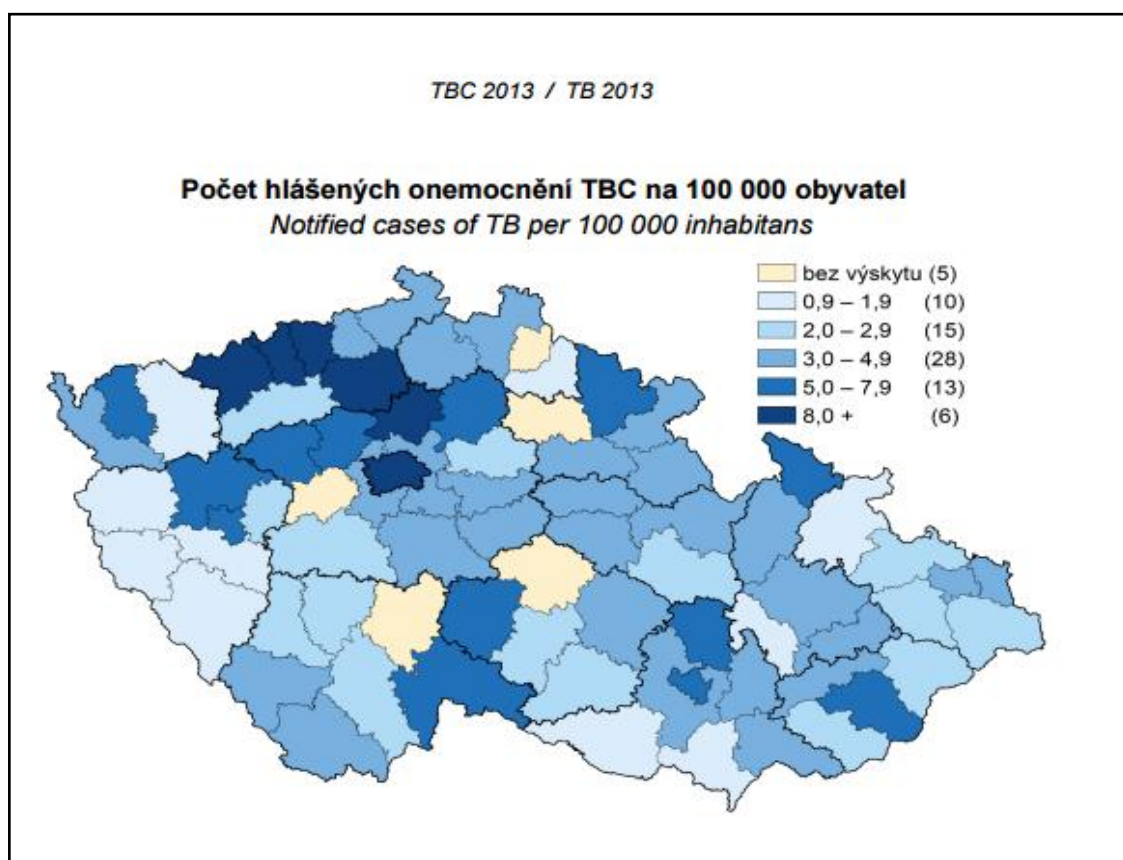 TBC 2013 / TB 2013
Počet hlášených onemocnění TBC na 100 000 obyvatel
Notified cases of TB per 100 000 inhabitans
bez výskytu (5)
0,9 – 1,9 (10)
2,0 – 2,9 (15)
3,0 – 4,9 (28)
5,0 – 7,9 (13)
8,0 + (6)